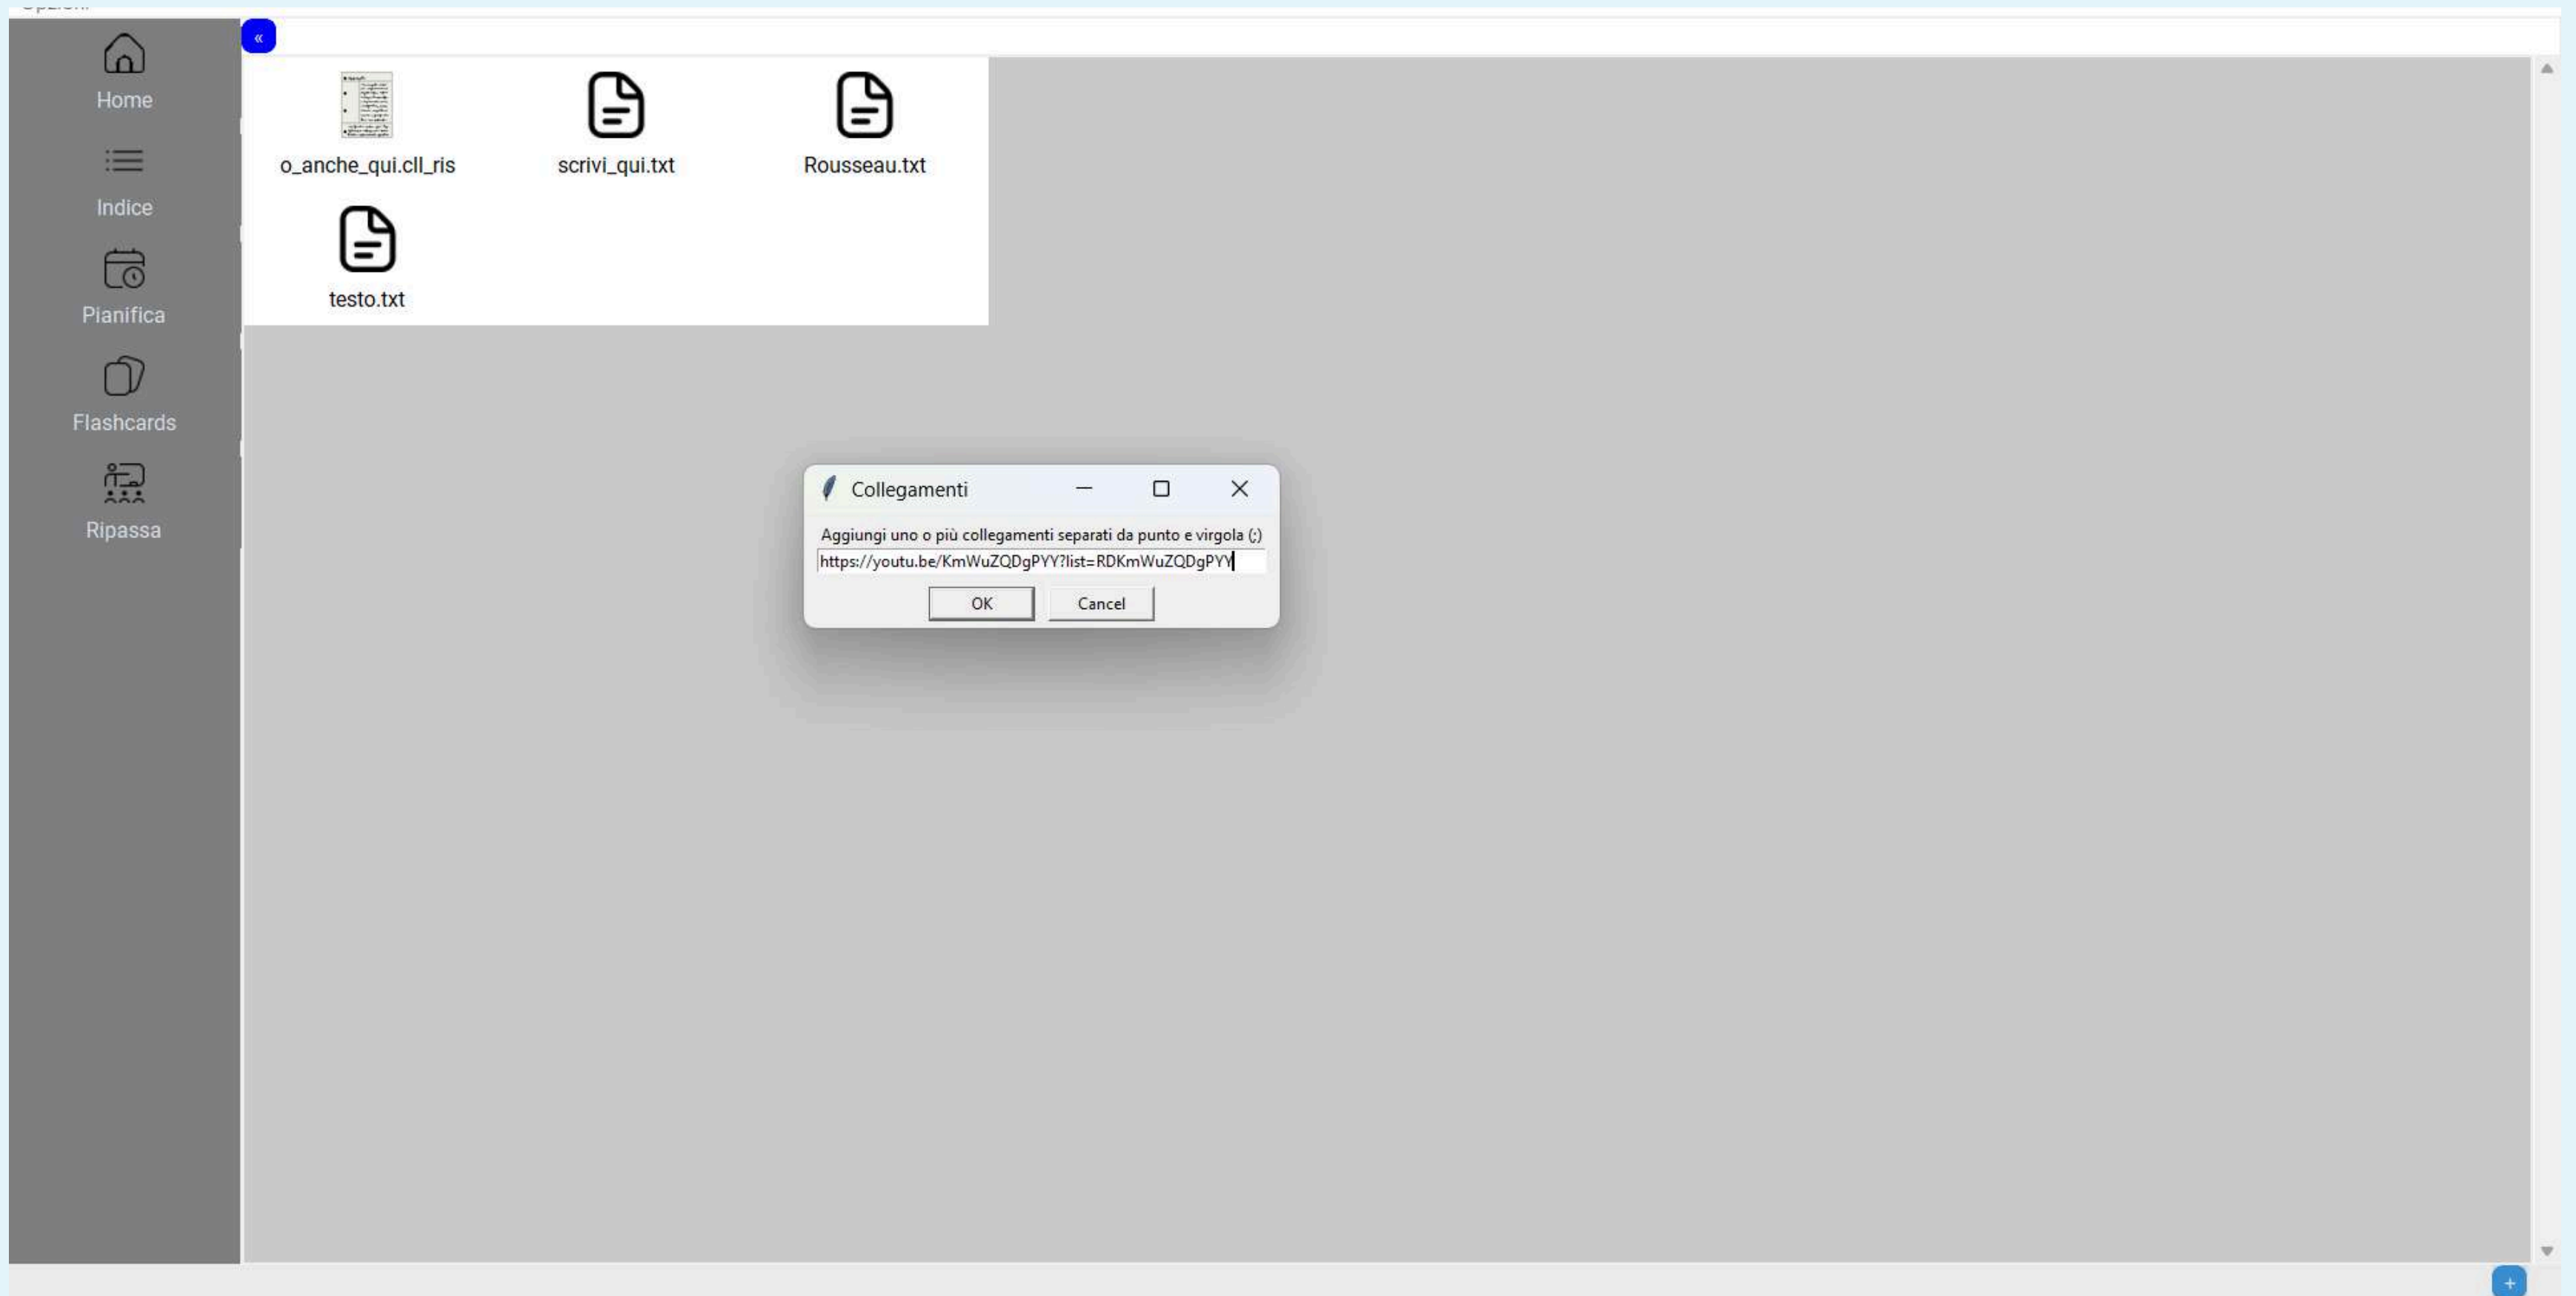 «
Home
Indice
Pianifica
Flashcards
Ripassa
o_anche_qui.cll_ris
scrivi_qui.txt
Rousseau.txt
testo.txt
Collegamenti
Aggiungi uno o più collegamenti separati da punto e virgola (;)
https://youtu.be/KmWuZQDgPYY?list=RDKmWuZQDgPYY
OK
Cancel
+